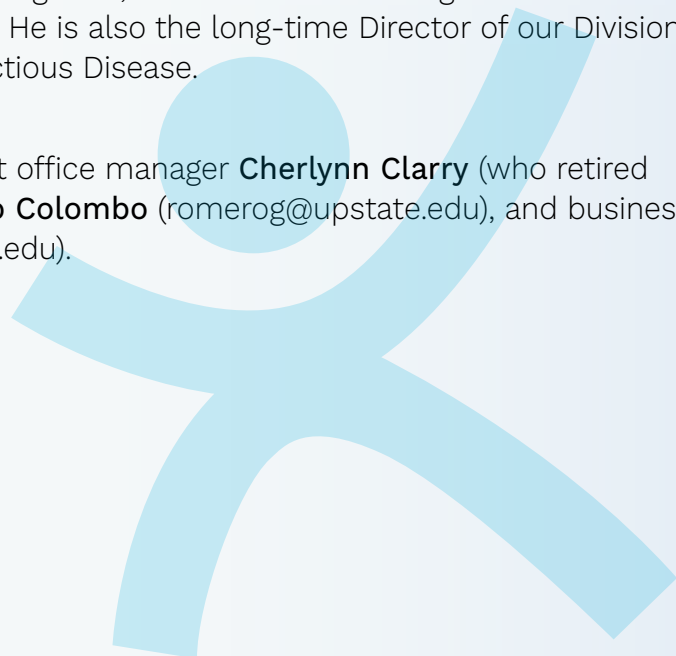 He is also the long-time Director of our Division
ctious Disease.
t office manager Cherlynn Clarry (who retired
o Colombo (romerog@upstate.edu), and busines
.edu).